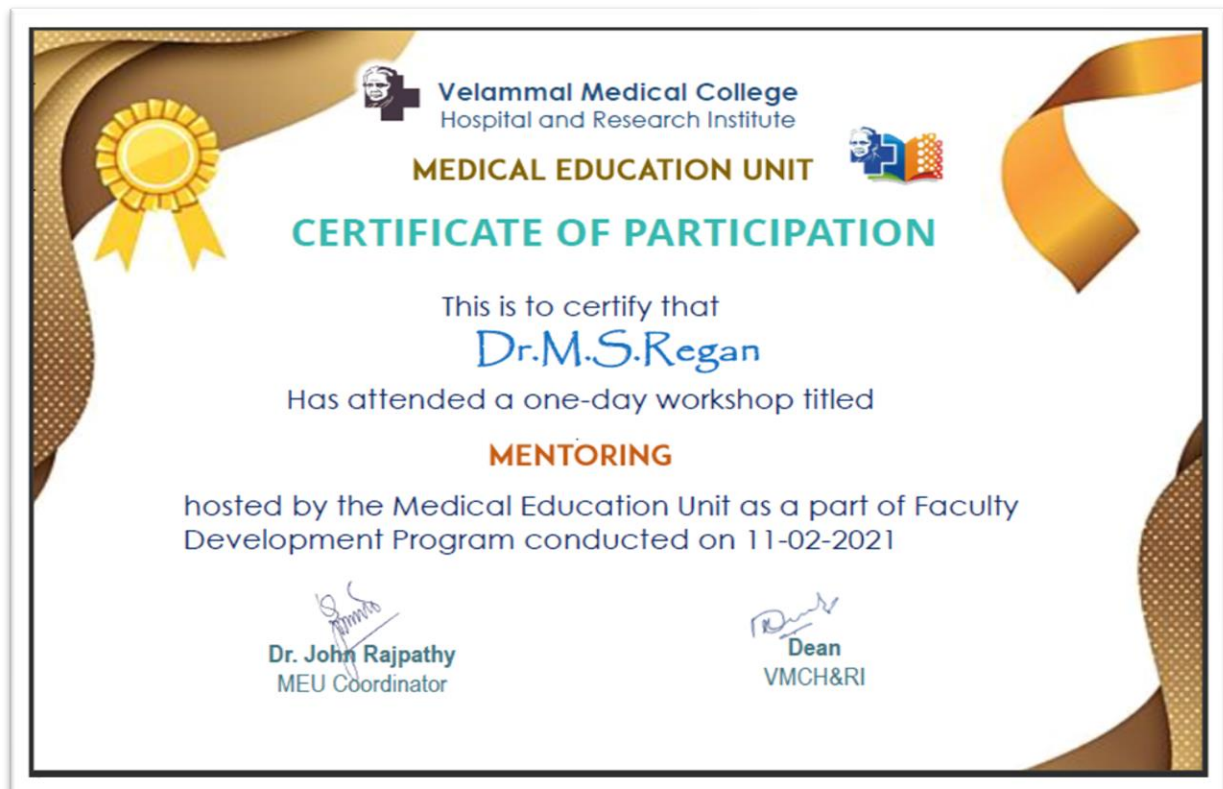 Velammal Medical College
Hospital and Research Institute
MEDICAL EDUCATION UNIT
CERTIFICATE OF PARTICIPATION
This is to certify that
Dr.M.S.Regan
Has attended a one-day workshop titled
MENTORING
hosted by the Medical Education Unit as a part of Faculty
Development Program conducted on 11-02-2021
Dr. John Rajpathy
MEU Coordinator
Dean
VMCH&RI